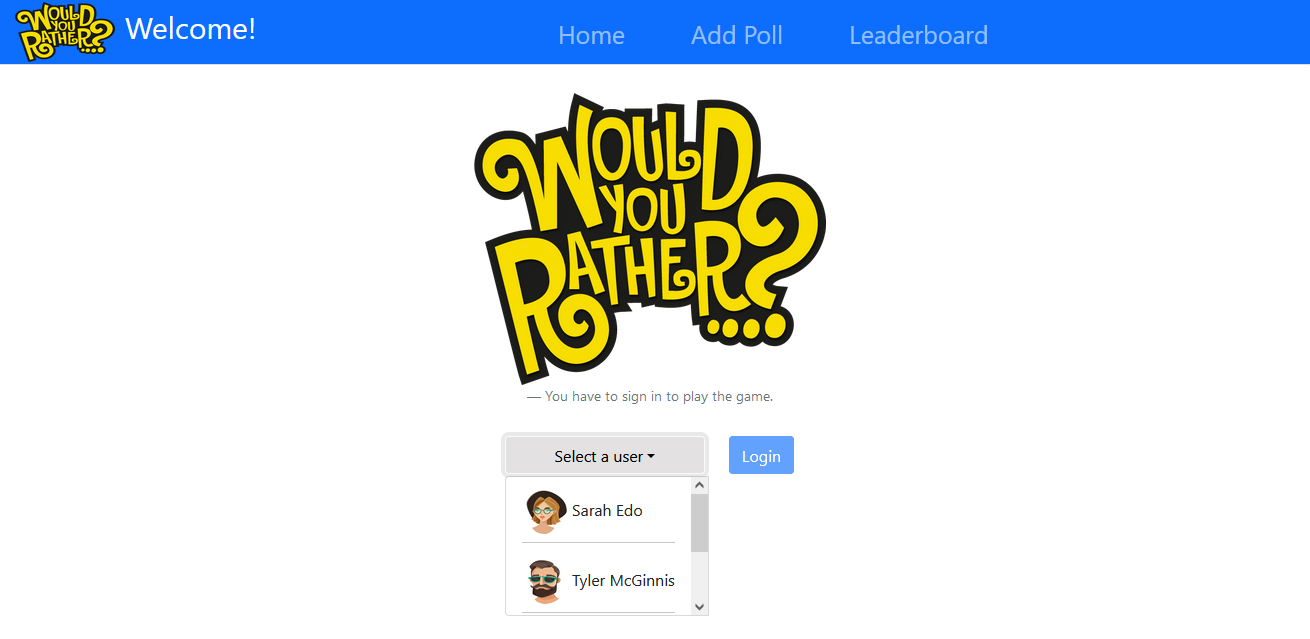 WOULD
YOU
RATHER...?
Welcome!
Home
Add Poll
Leaderboard
WOULD
YOU
RATHER....?
— You have to sign in to play the game.
Select a user
Login
Sarah Edo
Tyler McGinnis